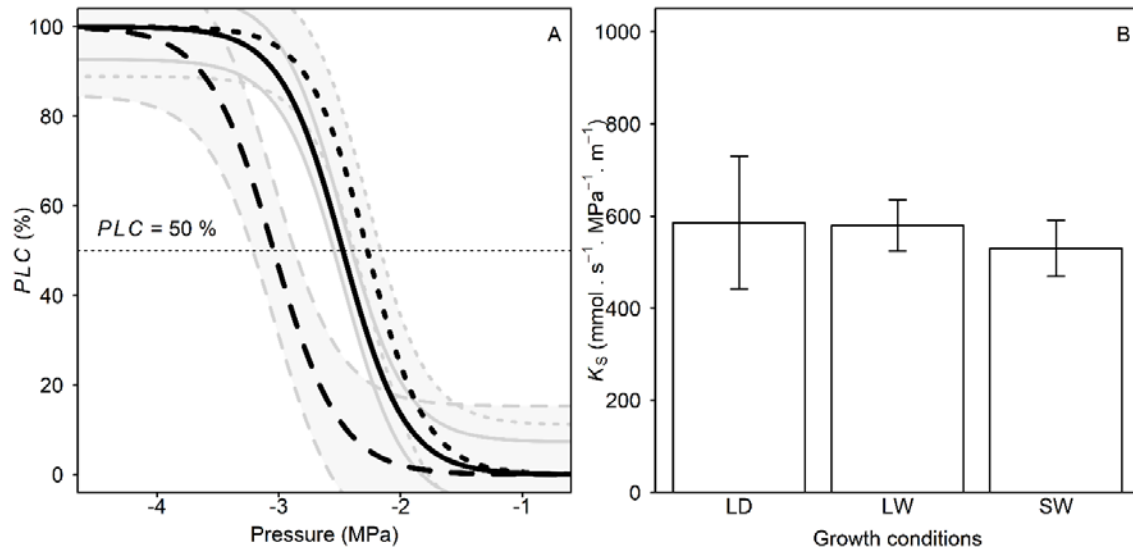 A
100
80
60
40
20
0
PLC (%)
PLC = 50 %
-4
-3
-2
-1
Pressure (MPa)
B
1000
800
600
400
200
0
K_S (mmol . s⁻¹. MPa⁻¹. m⁻¹)
LD
LW
SW
Growth conditions